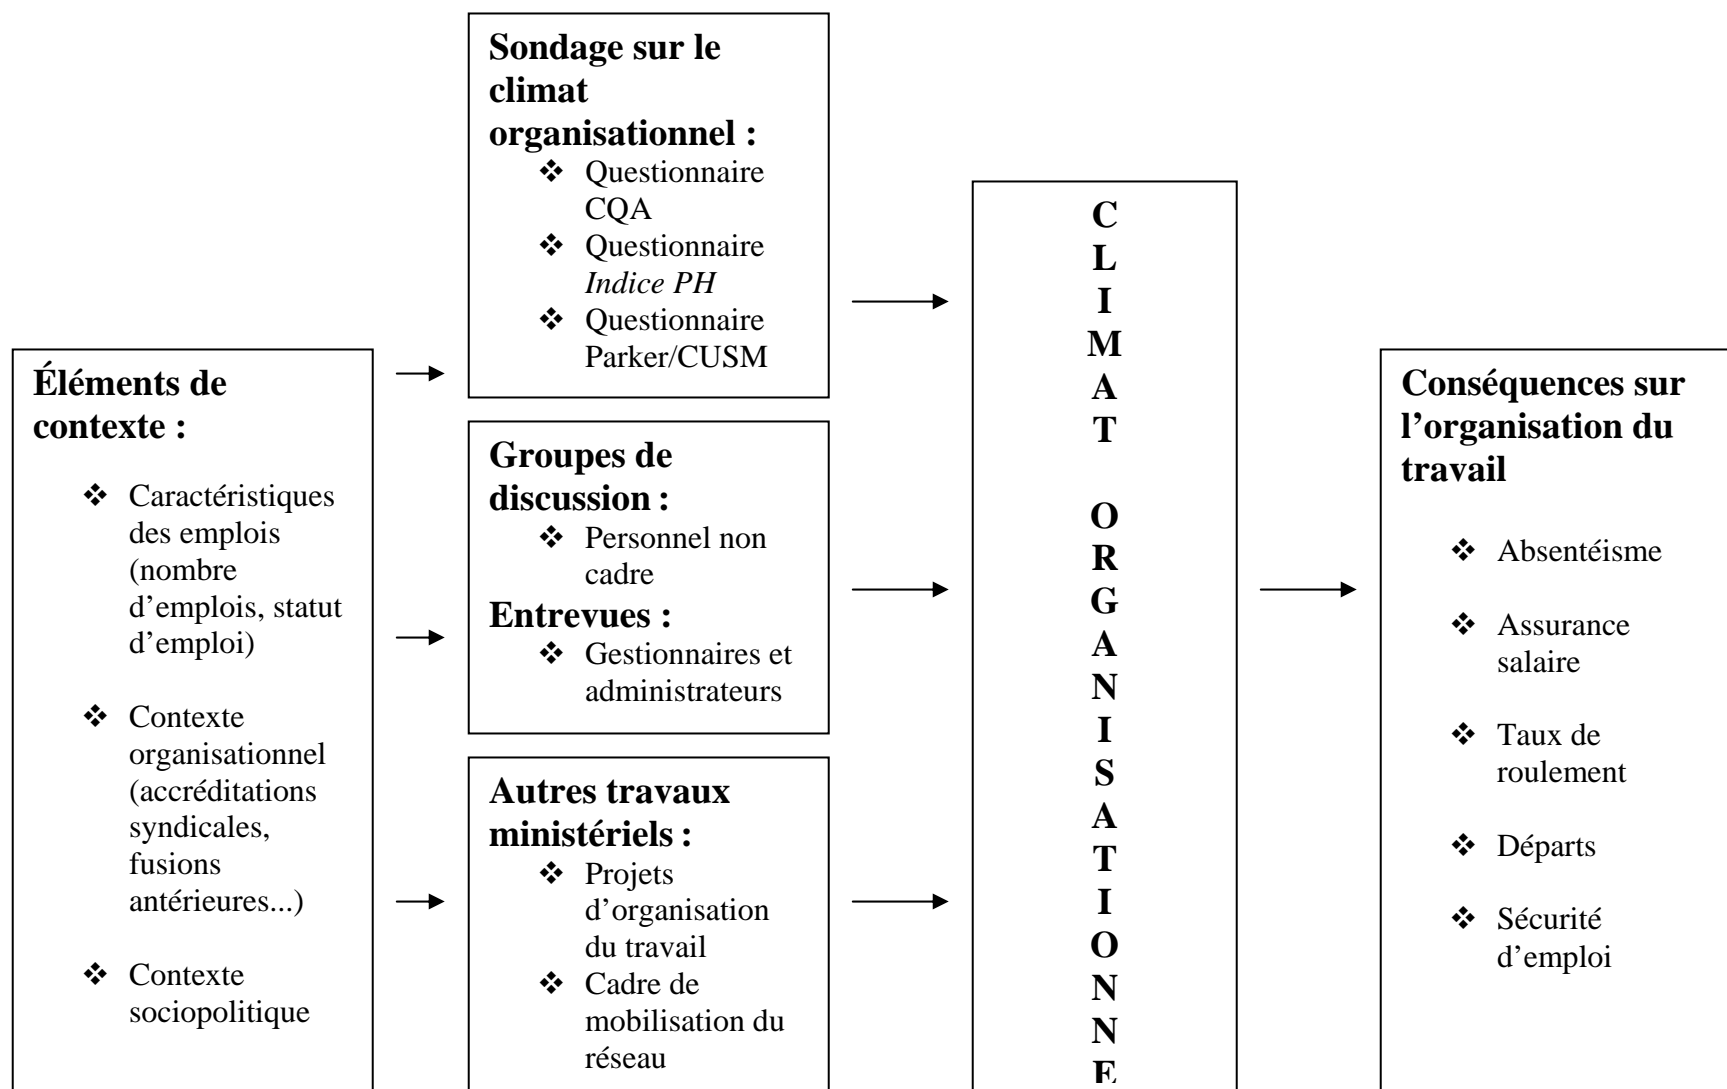 Éléments de
contexte :
❖ Caractéristiques
des emplois
(nombre
d’emplois, statut
d’emploi)
❖ Contexte
organisationnel
(accréditations
syndicales,
fusions
antérieures...)
❖ Contexte
sociopolitique
Sondage sur le
climat
organisationnel :
❖ Questionnaire
CQA
❖ Questionnaire
Indice PH
❖ Questionnaire
Parker/CUSM
Groupes de
discussion :
❖ Personnel non
cadre
Entrevues :
❖ Gestionnaires et
administrateurs
Autres travaux
ministériels :
❖ Projets
d’organisation
du travail
❖ Cadre de
mobilisation du
réseau
C
L
I
M
A
T
O
R
G
A
N
I
S
A
T
I
O
N
N
E
Conséquences sur
l’organisation du
travail
❖ Absentéisme
❖ Assurance
salaire
❖ Taux de
roulement
❖ Départs
❖ Sécurité
d’emploi